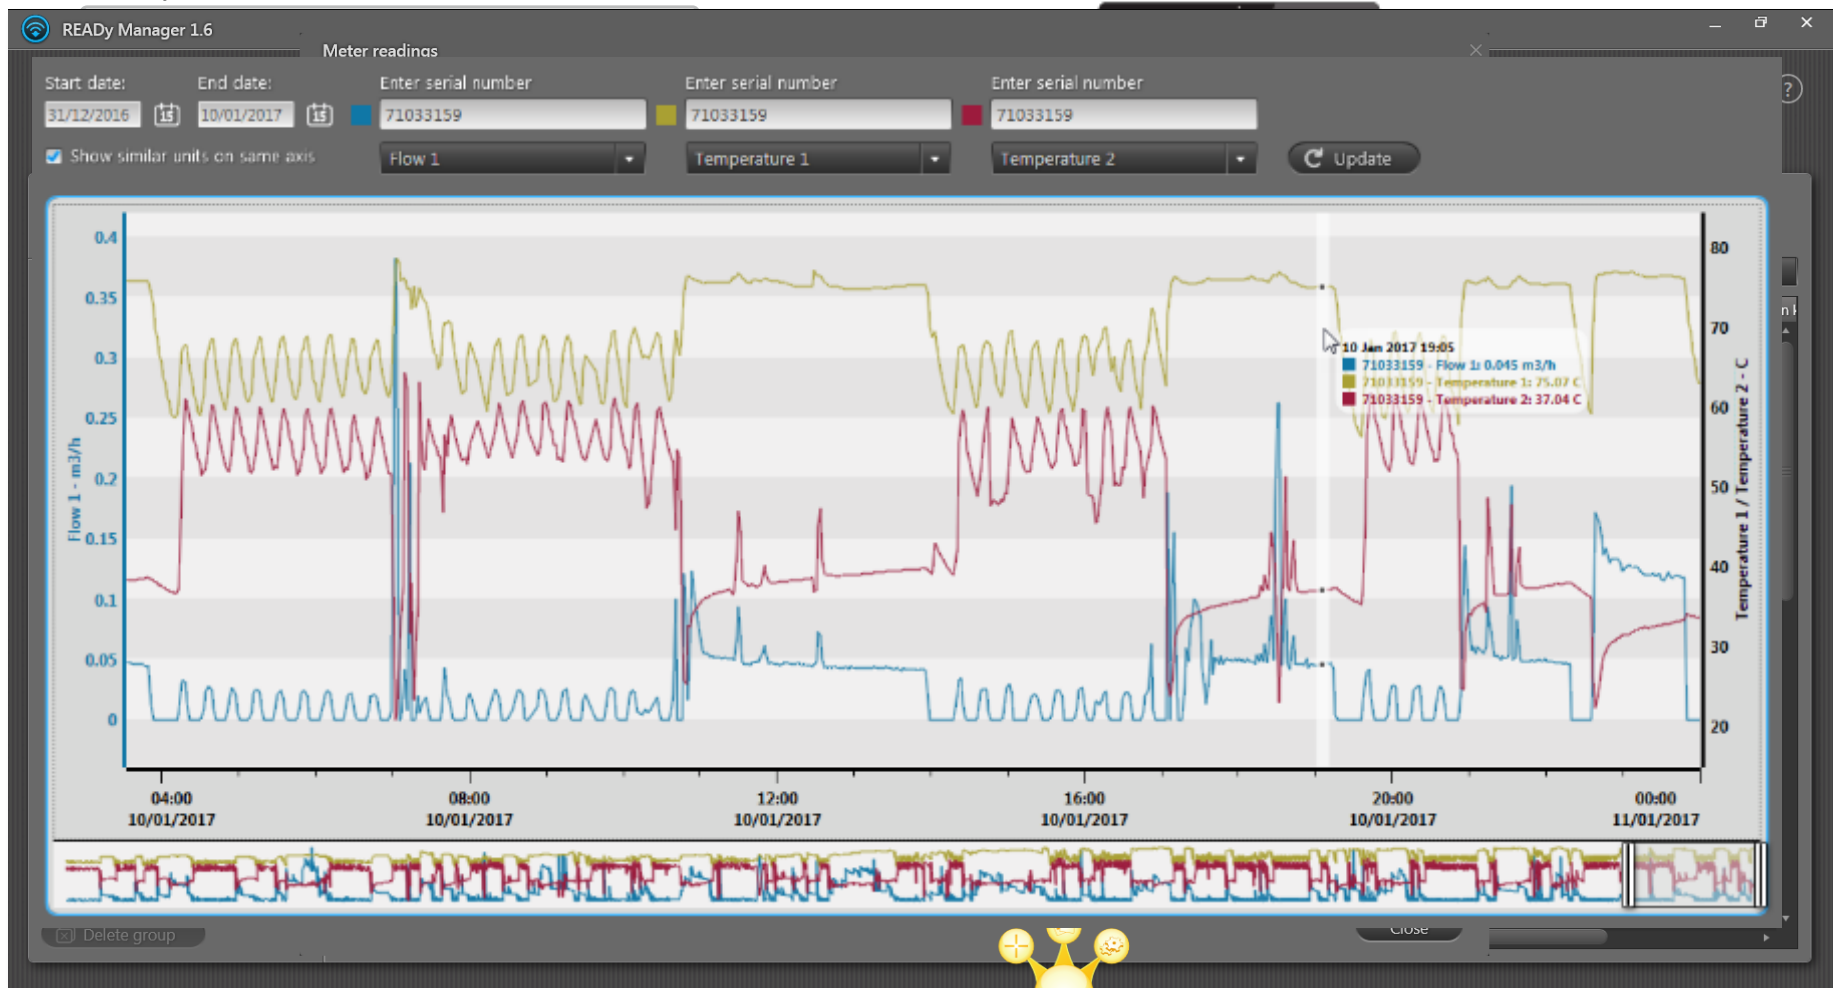 READy Manager 1.6
Meter readings
Start date:
End date:
Enter serial number
Enter serial number
Enter serial number
31/12/2016
15
10/01/2017
15
71033159
71033159
71033159
Show similar units on same axis
Flow 1
Temperature 1
Temperature 2
Update
?
0.4
0.35
0.3
0.25
0.2
0.15
0.1
0.05
0
Flow 1 - m3/h
80
70
60
50
40
30
20
Temperature 1 / Temperature 2 - C
10 Jan 2017 19:05
71033159 - Flow 1: 0.045 m3/h
71033159 - Temperature 1: 75.07 C
71033159 - Temperature 2: 37.04 C
04:00 08:00 12:00 16:00 20:00 00:00
10/01/2017 10/01/2017 10/01/2017 10/01/2017 10/01/2017 11/01/2017
Delete group
Close